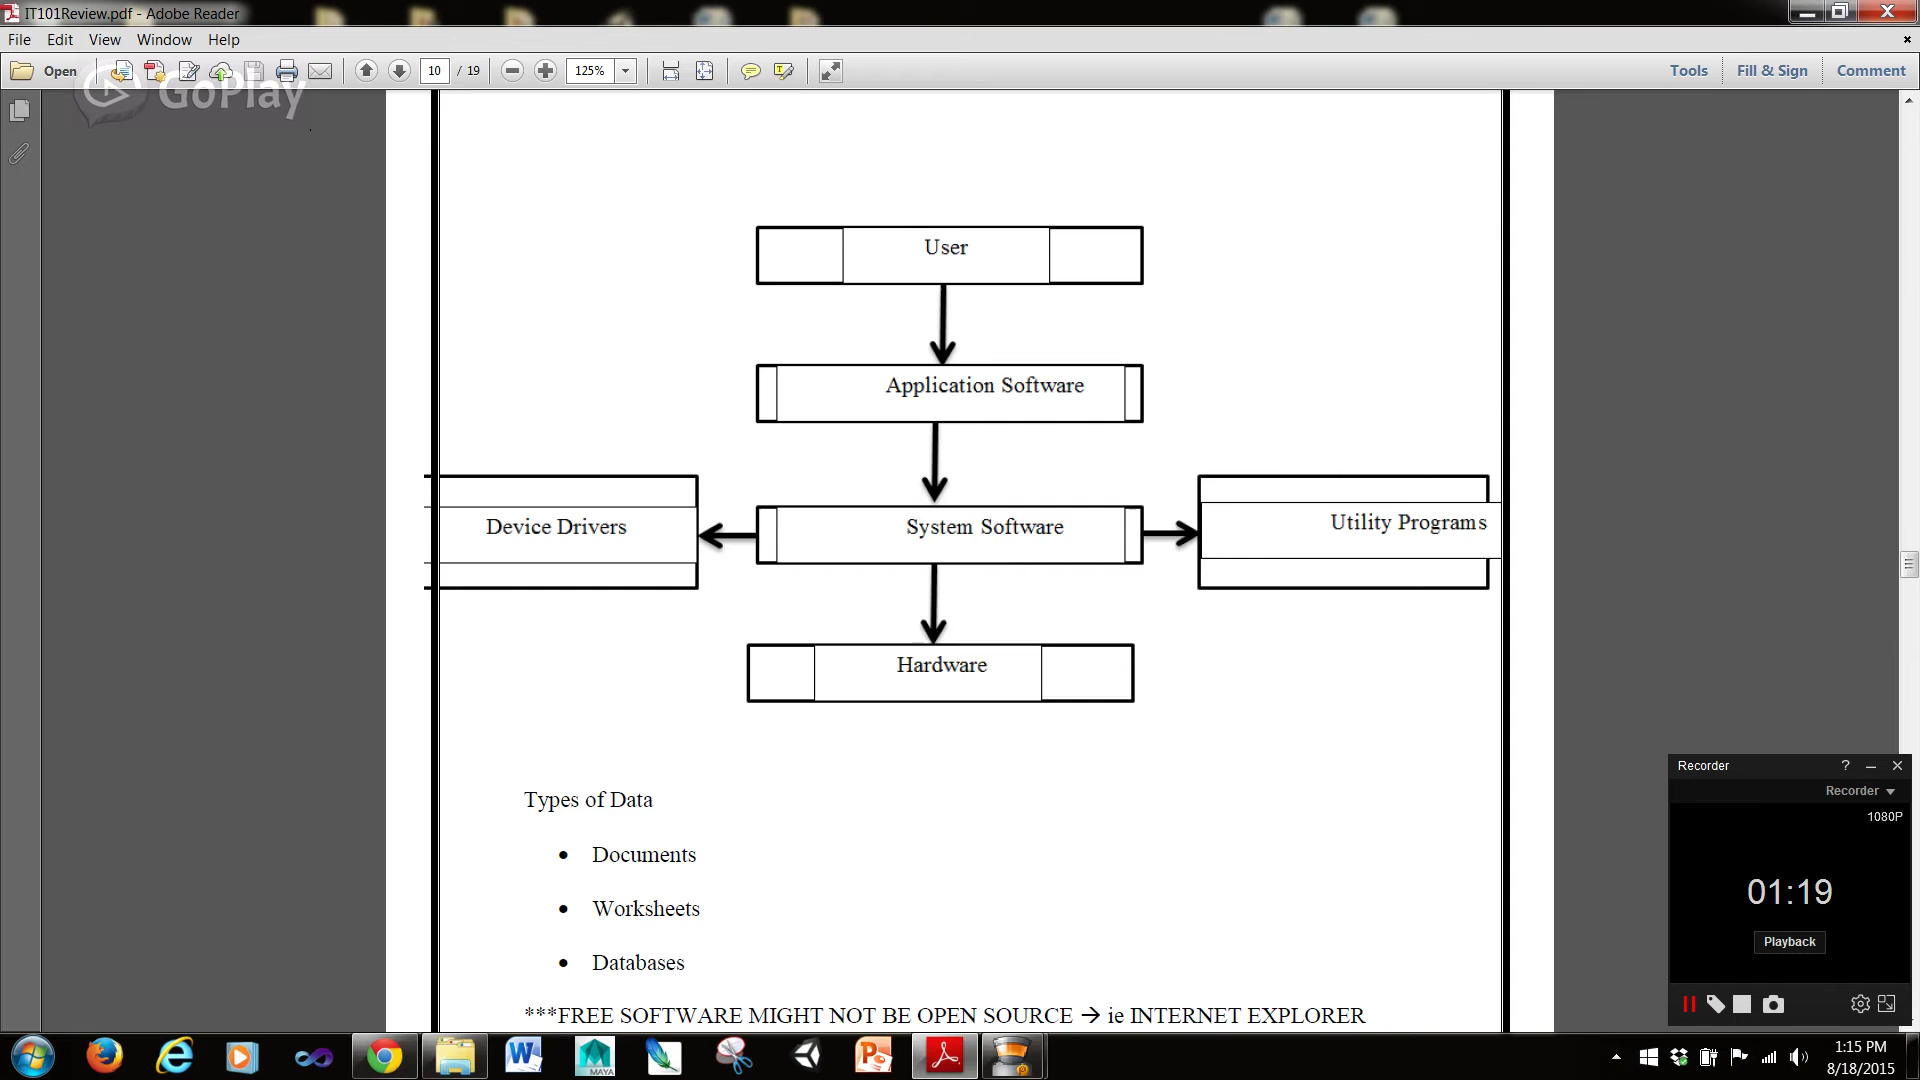 IT101Review.pdf - Adobe Reader
File Edit View Window Help
Open 10 / 19 125% Tools Fill & Sign Comment
GoPlay
User
Application Software
Device Drivers System Software Utility Programs
Hardware
Types of Data
• Documents
• Worksheets
• Databases
***FREE SOFTWARE MIGHT NOT BE OPEN SOURCE → ie INTERNET EXPLORER
Recorder
Recorder
1080P
01:19
Playback
MAYA
1:15 PM
8/18/2015